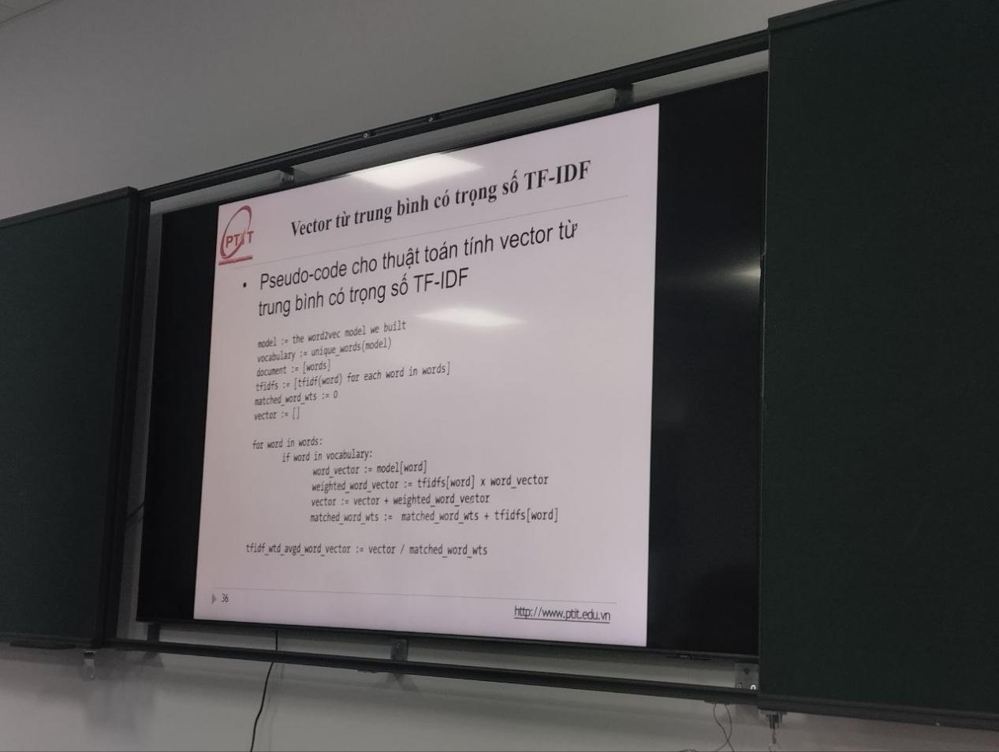 PTIT
Vector từ trung bình có trọng số TF-IDF
• Pseudo-code cho thuật toán tính vector từ
trung bình có trọng số TF-IDF
model := the word2vec model we built
vocabulary := unique_words(model)
document := [words]
tfidfs := [tfidf(word) for each word in words]
matched_word_wts := 0
vector := []
for word in words:
if word in vocabulary:
word_vector := model[word]
weighted_word_vector := tfidfs[word] x word_vector
vector := vector + weighted_word_vector
matched_word_wts := matched_word_wts + tfidfs[word]
tfidf_wtd_avgd_word_vector := vector / matched_word_wts
36
http://www.ptit.edu.vn